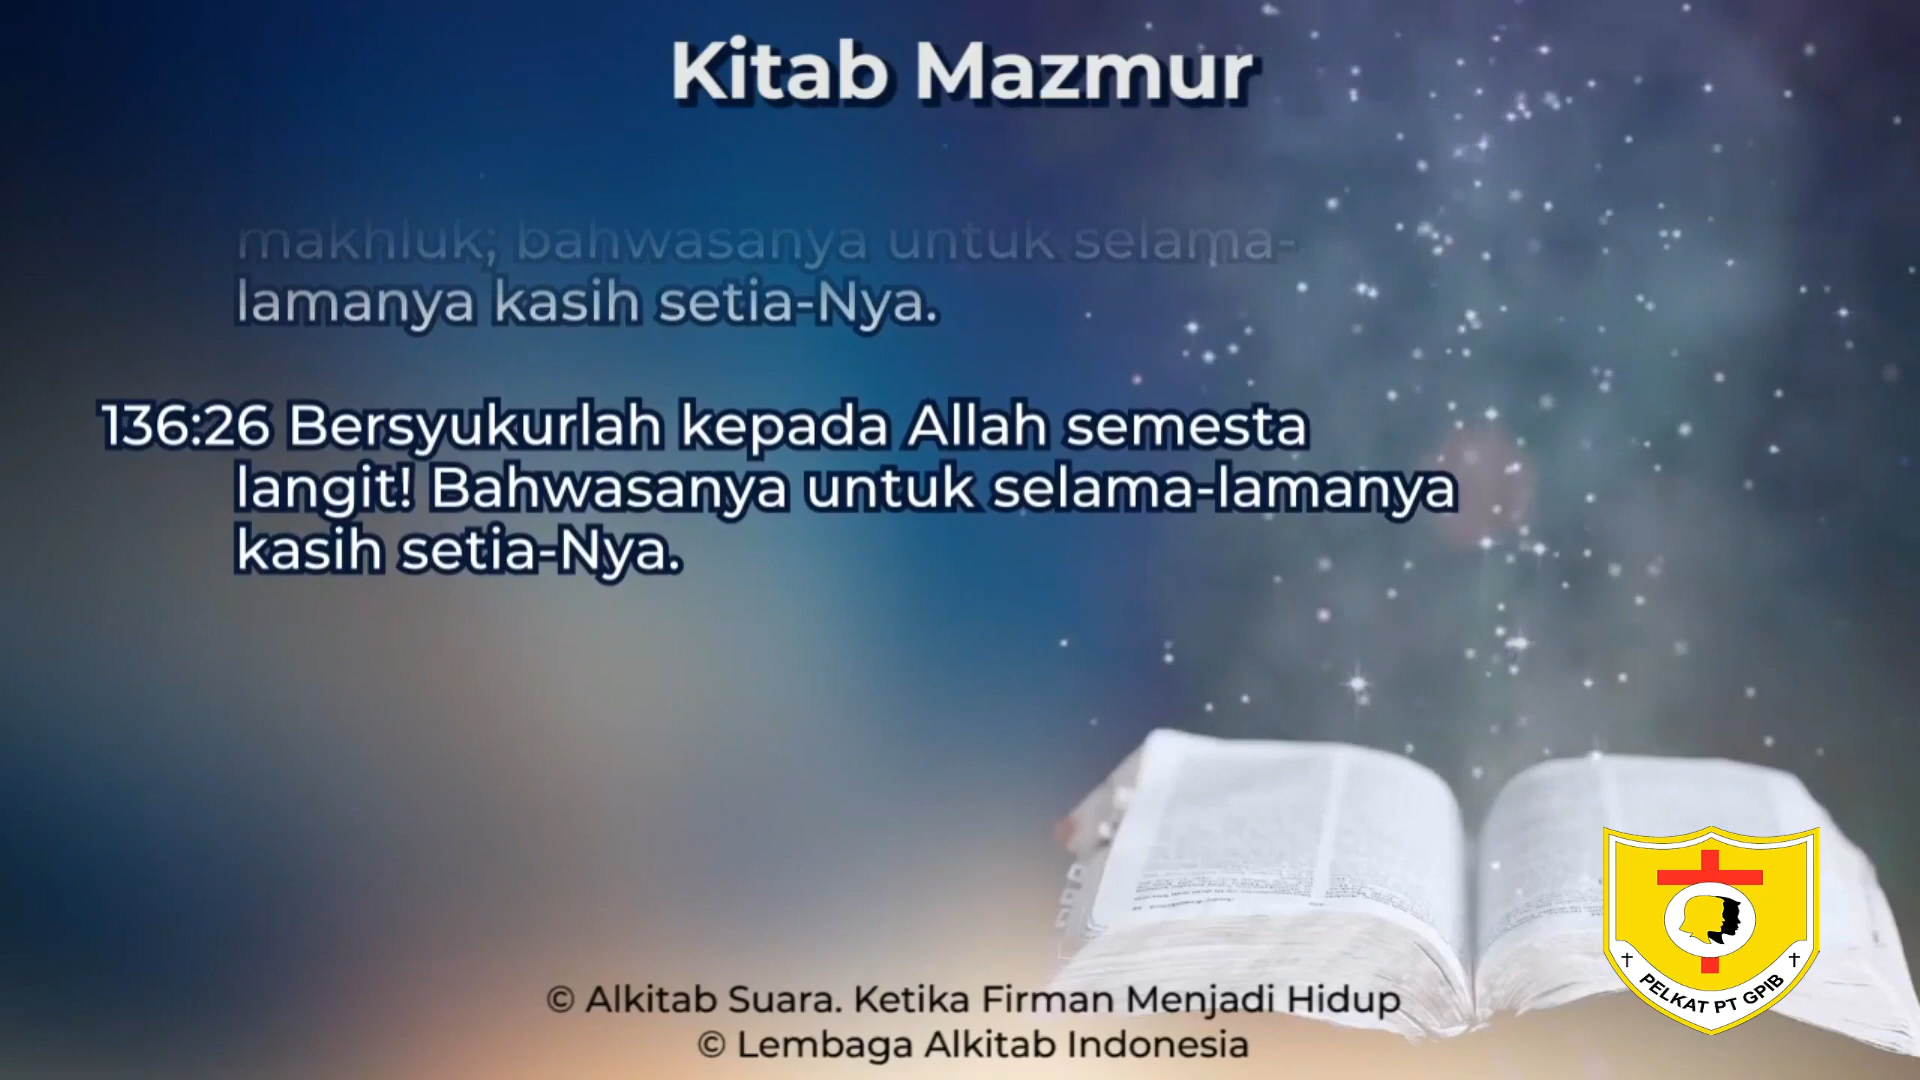 Kitab Mazmur
makhluk; bahwasanya untuk selama-
lamanya kasih setia-Nya.
136:26 Bersyukurlah kepada Allah semesta
langit! Bahwasanya untuk selama-lamanya
kasih setia-Nya.
© Alkitab Suara. Ketika Firman Menjadi Hidup
© Lembaga Alkitab Indonesia
PELKAT PT GPIB